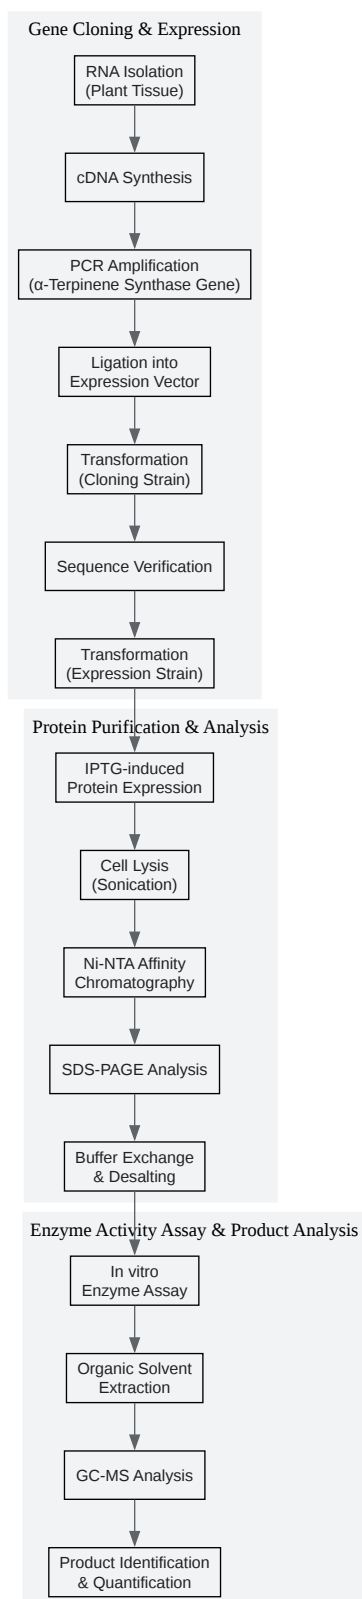 Gene Cloning & Expression
RNA Isolation
(Plant Tissue)
cDNA Synthesis
PCR Amplification
(α-Terpinene Synthase Gene)
Ligation into
Expression Vector
Transformation
(Cloning Strain)
Sequence Verification
Transformation
(Expression Strain)
Protein Purification & Analysis
IPTG-induced
Protein Expression
Cell Lysis
(Sonication)
Ni-NTA Affinity
Chromatography
SDS-PAGE Analysis
Buffer Exchange
& Desalting
Enzyme Activity Assay & Product Analysis
In vitro
Enzyme Assay
Organic Solvent
Extraction
GC-MS Analysis
Product Identification
& Quantification